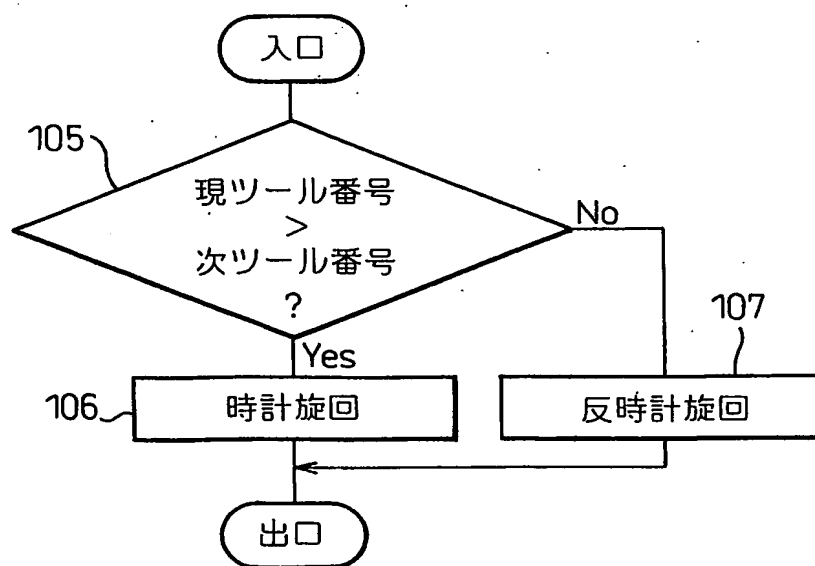 入口
105
現ツール番号
>
次ツール番号
?
No
Yes
107
106
時計旋回
反時計旋回
出口